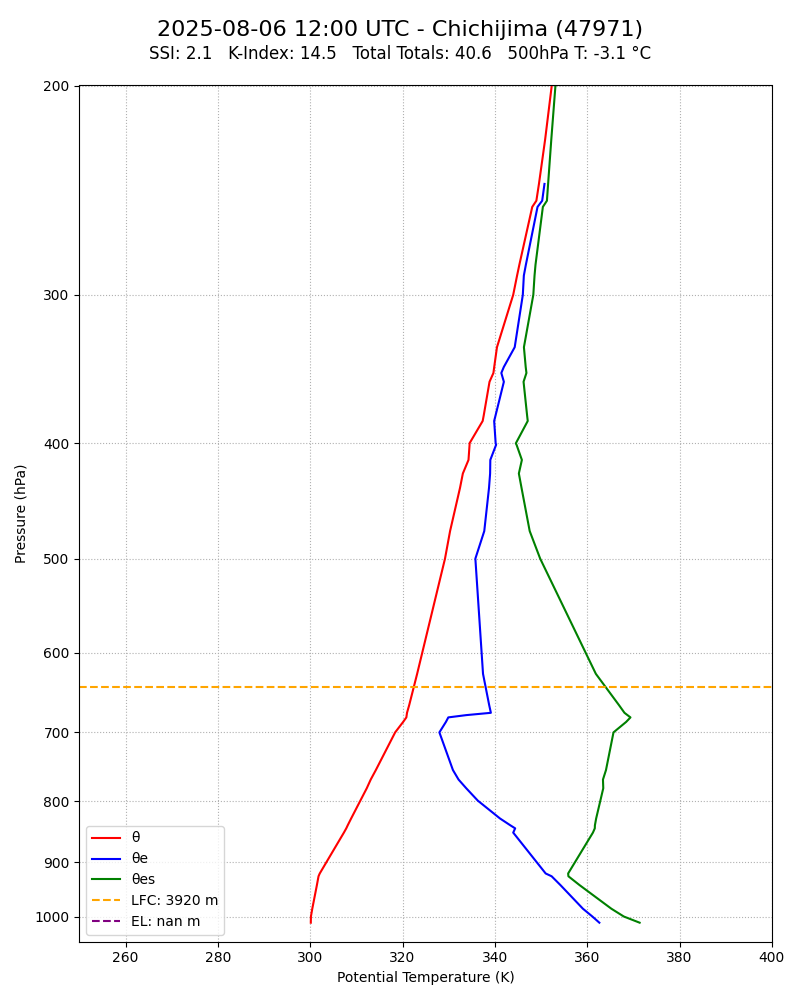 2025-08-06 12:00 UTC - Chichijima (47971)
SSI: 2.1   K-Index: 14.5   Total Totals: 40.6   500hPa T: -3.1 °C
200
300
400
500
600
700
800
900
1000
Pressure (hPa)
θ
θe
θes
LFC: 3920 m
EL: nan m
260 280 300 320 340 360 380 400
Potential Temperature (K)